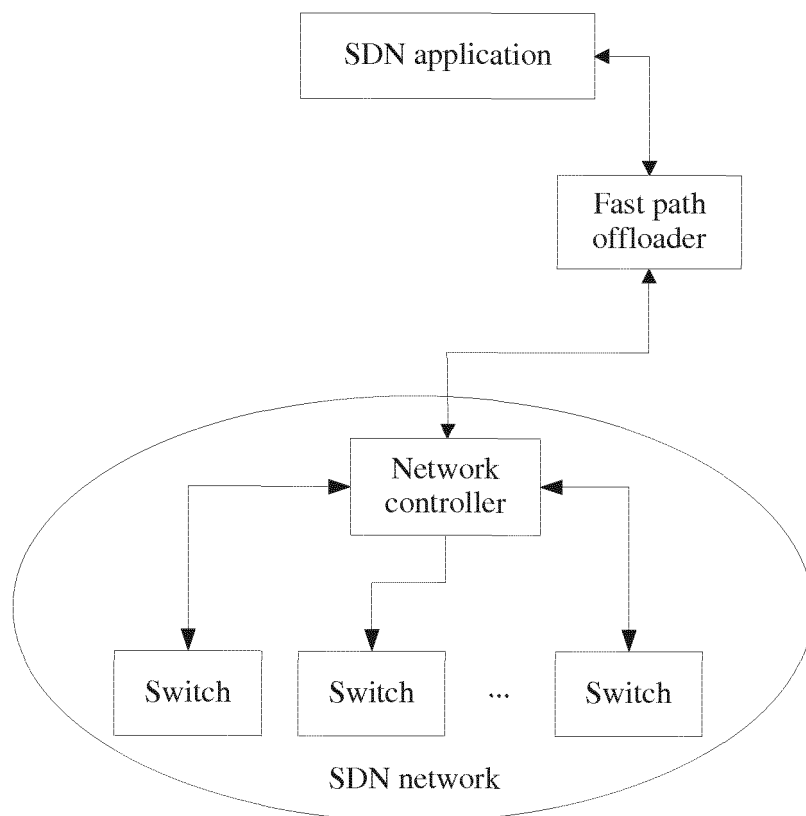 SDN application
Fast path
offloader
Network
controller
Switch
Switch
...
Switch
SDN network